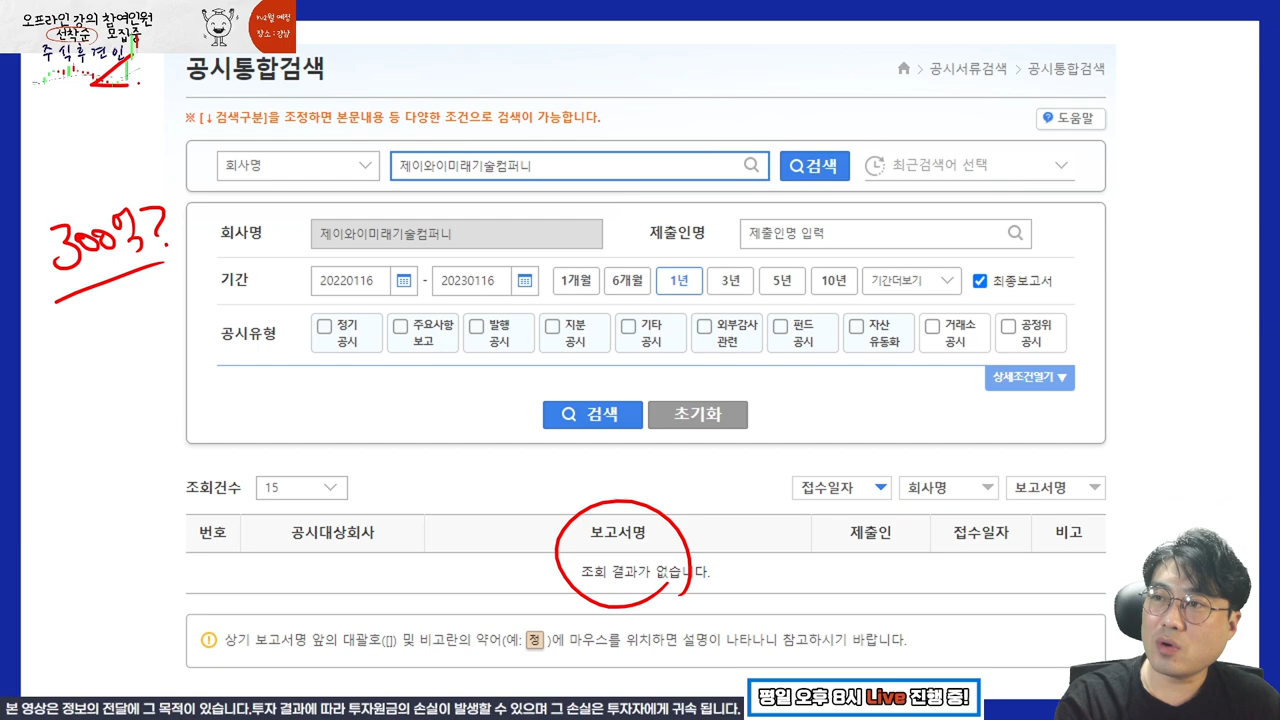 오프라인 강의 참여인원
선착순 모집중
주식후견인
장소 : 강남
공시통합검색
공시서류검색 > 공시통합검색
※ [↓검색구분]을 조정하면 본문내용 등 다양한 조건으로 검색이 가능합니다.
도움말
회사명 제이와이미래기술컴퍼니 검색 최근검색어 선택
300억?
회사명 제이와이미래기술컴퍼니 제출인명 제출인명 입력
기간 20220116 - 20230116 1개월 6개월 1년 3년 5년 10년 기간더보기 최종보고서
공시유형 정기 공시 주요사항 보고 발행 공시 지분 공시 기타 공시 외부감사 관련 펀드 공시 자산 유동화 거래소 공시 공정위 공시
상세조건열기 ▼
검색 초기화
조회건수 15 접수일자 회사명 보고서명
번호 공시대상회사 보고서명 제출인 접수일자 비고
조회 결과가 없습니다.
상기 보고서명 앞의 대괄호([]) 및 비고란의 약어(예: 정 )에 마우스를 위치하면 설명이 나타나니 참고하시기 바랍니다.
평일 오후 8시 Live 진행 중!
본 영상은 정보의 전달에 그 목적이 있습니다.투자 결과에 따라 투자원금의 손실이 발생할 수 있으며 그 손실은 투자자에게 귀속 됩니다.